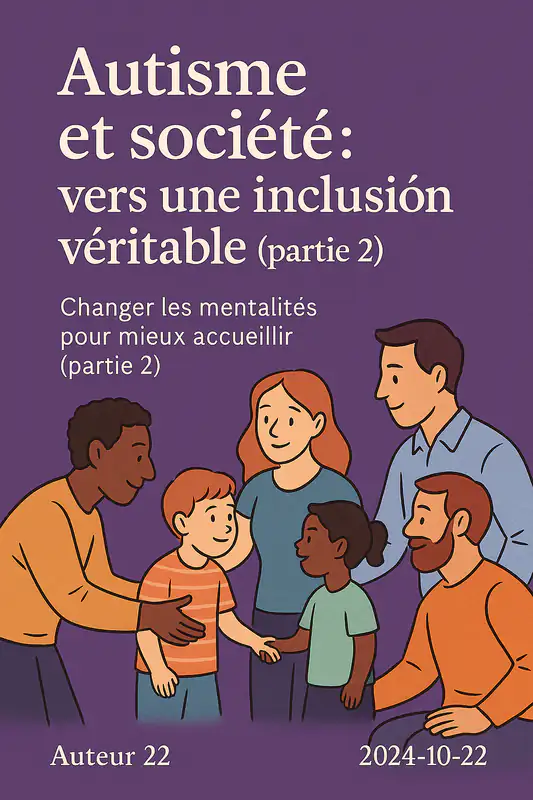 Autisme
et société :
vers une inclusión
véritable (partie 2)
Changer les mentalités
pour mieux accueillir
(partie 2)
Auteur 22
2024-10-22